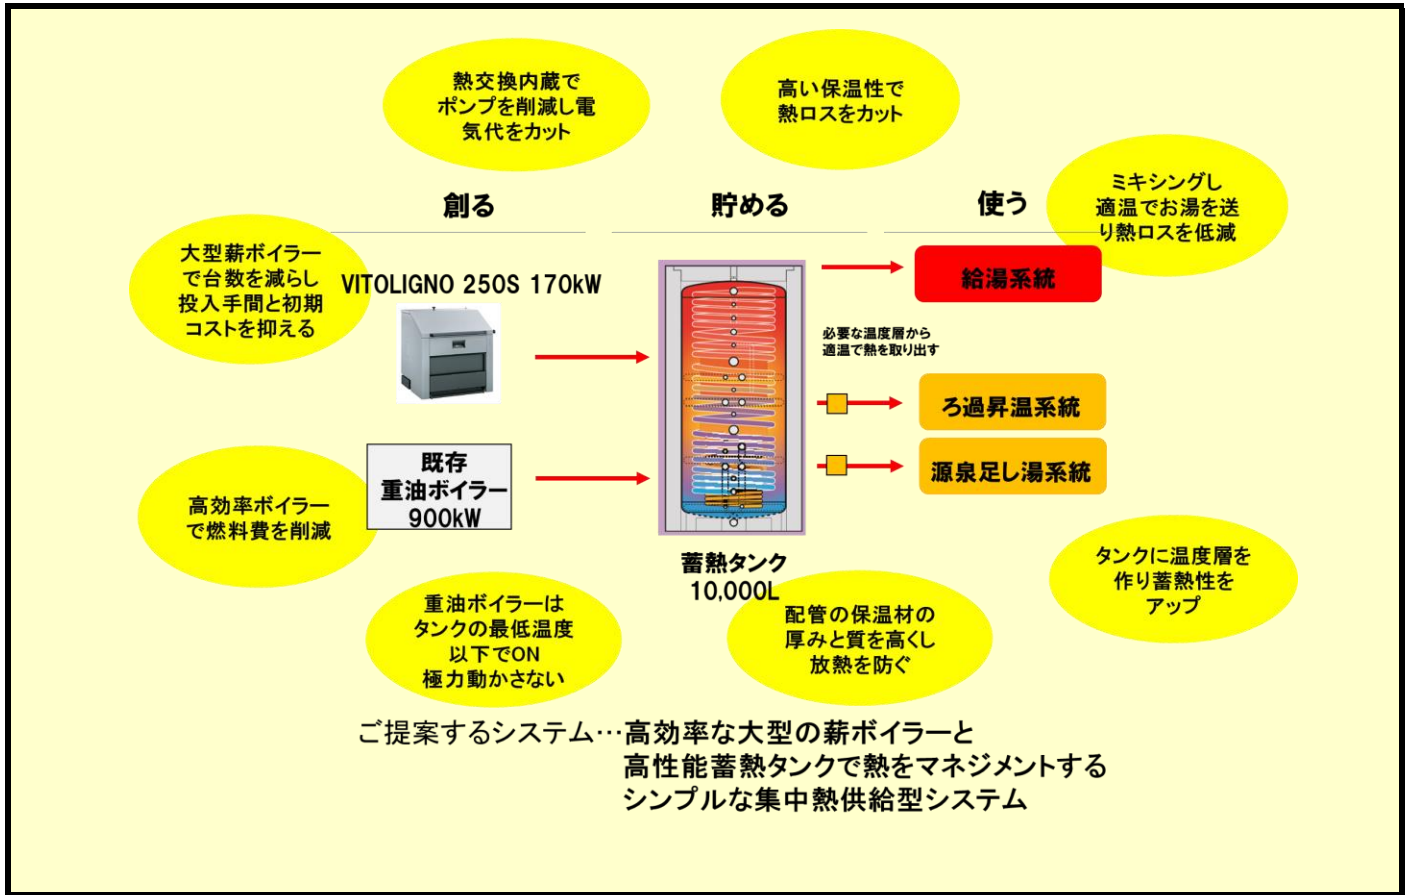 熱交換内蔵で
ポンプを削減し電
気代をカット
高い保温性で
熱ロスをカット
ミキシングし
適温でお湯を送
り熱ロスを低減
創る
貯める
使う
大型薪ボイラー
で台数を減らし
投入手間と初期
コストを抑える
VITOLIGNO 250S 170kW
給湯系統
必要な温度層から
適温で熱を取り出す
ろ過昇温系統
既存
重油ボイラー
900kW
源泉足し湯系統
高効率ボイラー
で燃料費を削減
蓄熱タンク
10,000L
タンクに温度層を
作り蓄熱性を
アップ
重油ボイラーは
タンクの最低温度
以下でON
極力動かさない
配管の保温材の
厚みと質を高くし
放熱を防ぐ
ご提案するシステム…高効率な大型の薪ボイラーと
高性能蓄熱タンクで熱をマネジメントする
シンプルな集中熱供給型システム